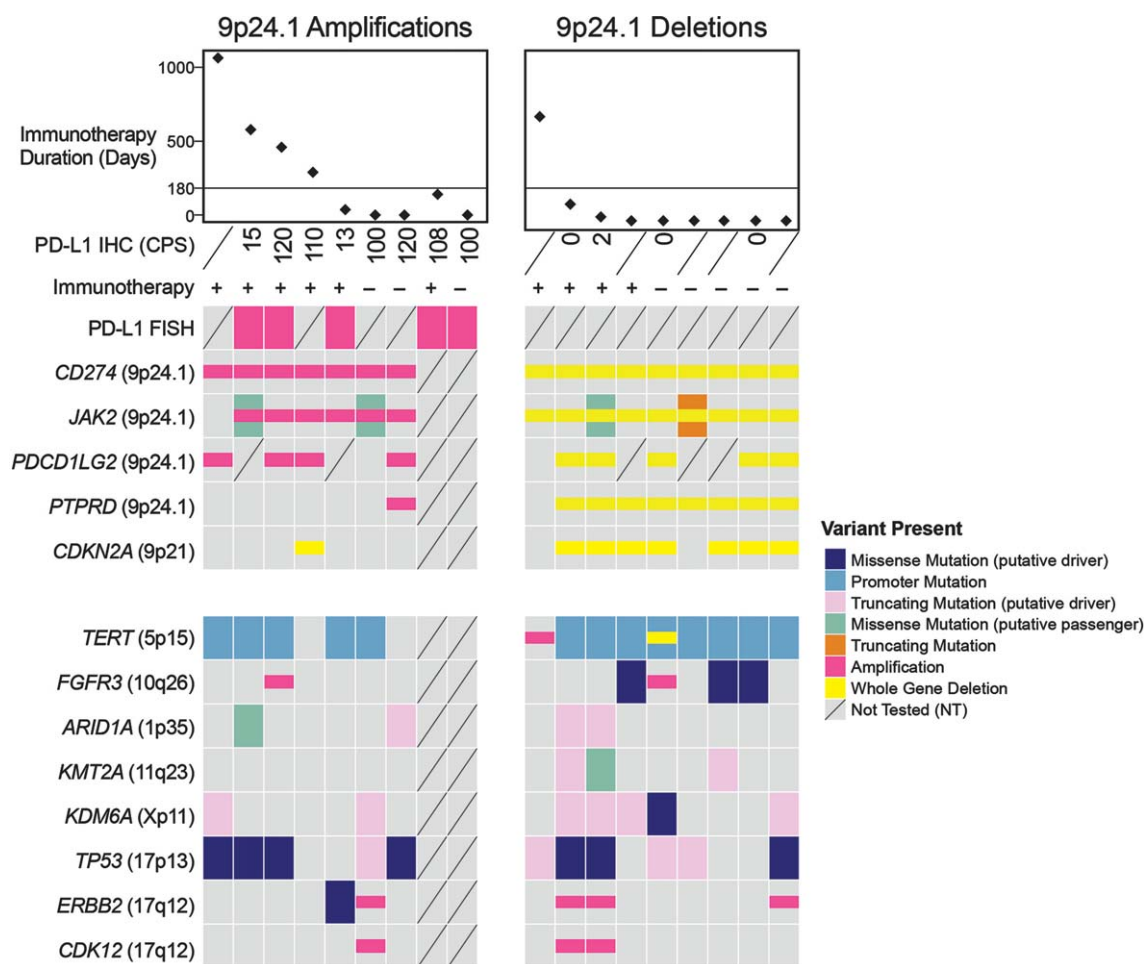 9p24.1 Amplifications 9p24.1 Deletions
1000
Immunotherapy
Duration (Days)
500
180
0
PD-L1 IHC (CPS) 15 120 110 13 100 120 108 100 0 2 0 0
Immunotherapy + + + + + – – + – + + + + – – – – –
PD-L1 FISH
CD274 (9p24.1)
JAK2 (9p24.1)
PDCD1LG2 (9p24.1)
PTPRD (9p24.1)
CDKN2A (9p21)
TERT (5p15)
FGFR3 (10q26)
ARID1A (1p35)
KMT2A (11q23)
KDM6A (Xp11)
TP53 (17p13)
ERBB2 (17q12)
CDK12 (17q12)
Variant Present
Missense Mutation (putative driver)
Promoter Mutation
Truncating Mutation (putative driver)
Missense Mutation (putative passenger)
Truncating Mutation
Amplification
Whole Gene Deletion
Not Tested (NT)